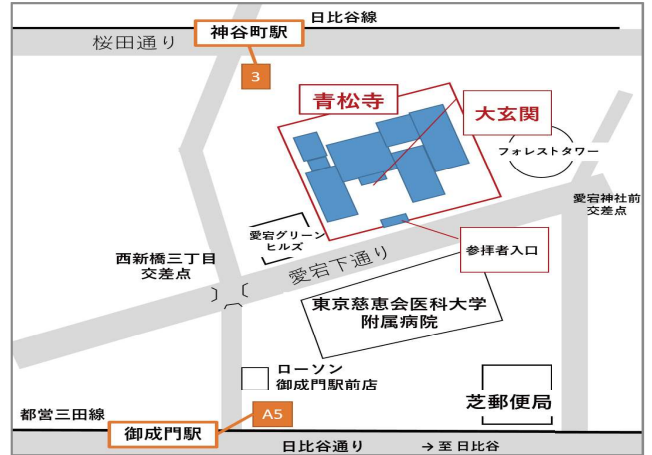 日比谷線
神谷町駅
桜田通り
3
青松寺
大玄関
フォレストタワー
愛宕神社前
交差点
愛宕グリーン
ヒルズ
参拝者入口
西新橋三丁目
交差点
愛宕下通り
東京慈恵会医科大学
附属病院
ローソン
御成門駅前店
芝郵便局
都営三田線
A5
御成門駅
日比谷通り
→至日比谷